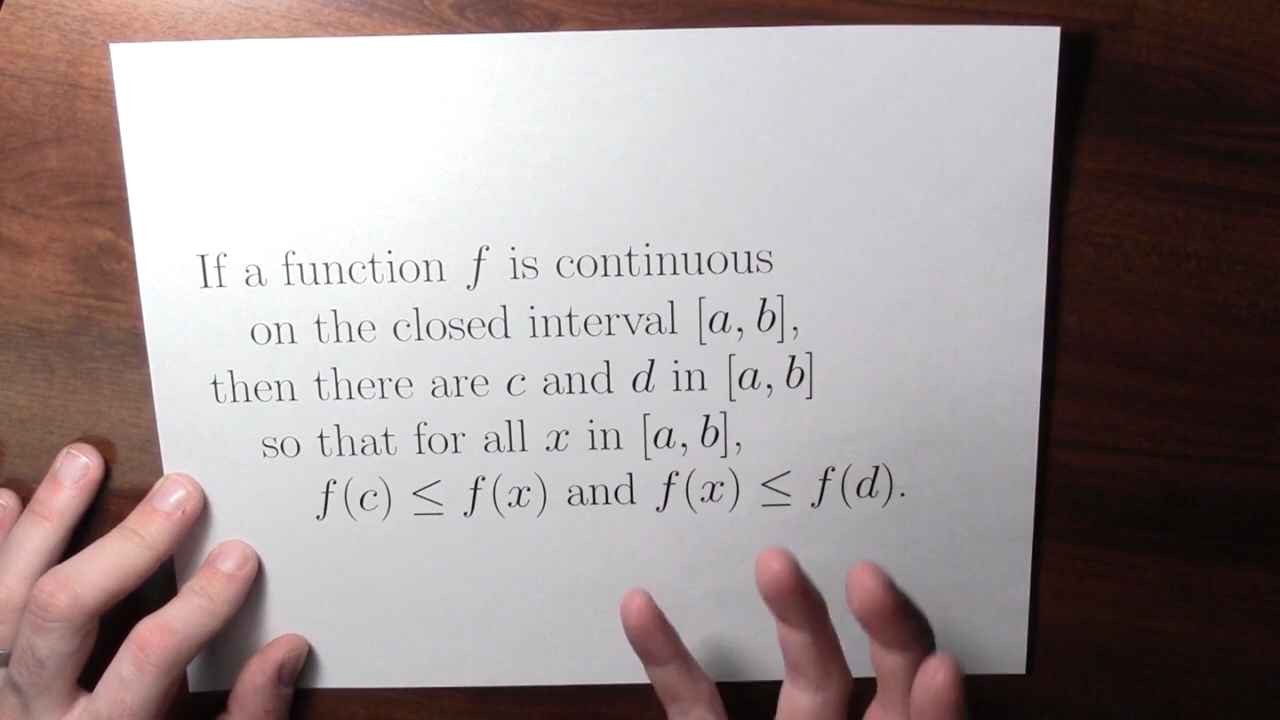 If a function f is continuous
on the closed interval [a, b],
then there are c and d in [a, b]
so that for all x in [a, b],
f(c) ≤ f(x) and f(x) ≤ f(d).